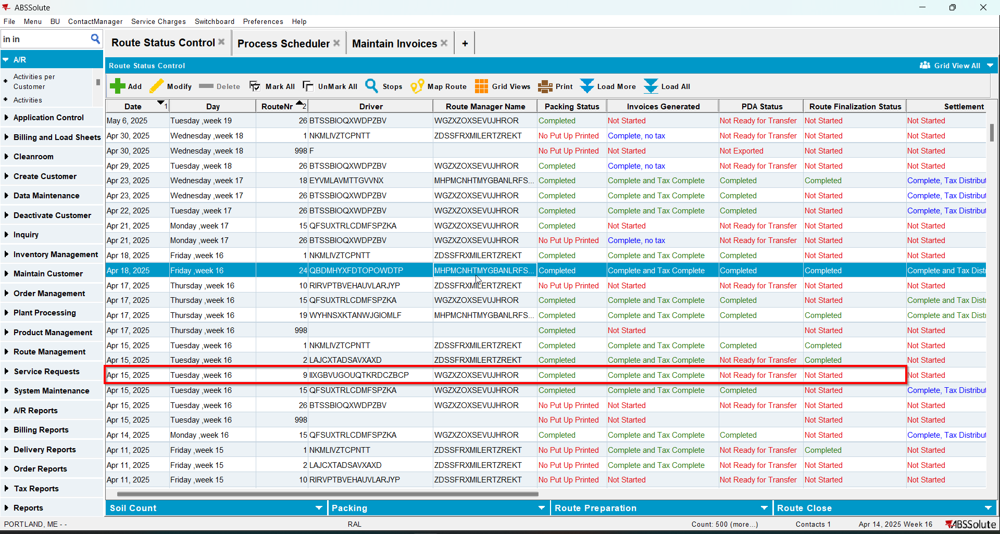 ABSSolute
File Menu BU ContactManager Service Charges Switchboard Preferences Help
in in
Route Status Control Process Scheduler Maintain Invoices +
A/R
Activities per
Customer
Activities
Application Control
Billing and Load Sheets
Cleanroom
Create Customer
Data Maintenance
Deactivate Customer
Inquiry
Inventory Management
Maintain Customer
Order Management
Plant Processing
Product Management
Route Management
Service Requests
System Maintenance
A/R Reports
Billing Reports
Delivery Reports
Order Reports
Tax Reports
Reports
Route Status Control Grid View All
Add Modify Delete Mark All UnMark All Stops Map Route Grid Views Print Load More Load All
Date 1 Day RouteNr 2 Driver Route Manager Name Packing Status Invoices Generated PDA Status Route Finalization Status Settlement
May 6, 2025 Tuesday ,week 19 26 BTSSBIOQXWDPZBV WGZXZOXSEVUJHROR Completed Not Started Not Ready for Transfer Not Started Not Started
Apr 30, 2025 Wednesday ,week 18 1 NKMLIVZTCPNTT ZDSSFRXMILERTZREKT No Put Up Printed Complete, no tax Not Ready for Transfer Not Started Not Started
Apr 30, 2025 Wednesday ,week 18 998 F No Put Up Printed Not Started Not Exported Not Started Not Started
Apr 29, 2025 Tuesday ,week 18 26 BTSSBIOQXWDPZBV WGZXZOXSEVUJHROR Completed Complete, no tax Not Ready for Transfer Not Started Not Started
Apr 23, 2025 Wednesday ,week 17 18 EYVMLAVMTTGVVNX MHPMCNHTMYGBANLRFS... Completed Complete and Tax Complete Completed Completed Complete, Tax Distribut
Apr 23, 2025 Wednesday ,week 17 26 BTSSBIOQXWDPZBV WGZXZOXSEVUJHROR Completed Complete and Tax Complete Completed Not Started Complete, Tax Distribut
Apr 22, 2025 Tuesday ,week 17 26 BTSSBIOQXWDPZBV WGZXZOXSEVUJHROR Completed Complete and Tax Complete Completed Not Started Complete, Tax Distribut
Apr 21, 2025 Monday ,week 17 15 QFSUXTRLCDMFSPZKA WGZXZOXSEVUJHROR Completed Not Started Not Ready for Transfer Not Started Not Started
Apr 21, 2025 Monday ,week 17 26 BTSSBIOQXWDPZBV WGZXZOXSEVUJHROR No Put Up Printed Complete, no tax Not Ready for Transfer Not Started Not Started
Apr 18, 2025 Friday ,week 16 1 NKMLIVZTCPNTT ZDSSFRXMILERTZREKT Completed Complete and Tax Complete Completed Not Started Not Started
Apr 18, 2025 Friday ,week 16 24 QBDMHYXFDTOPOWDTP MHPMCNHTMYGBANLRFS... Completed Complete and Tax Complete Completed Completed Complete and Tax Distr
Apr 17, 2025 Thursday ,week 16 10 RIRVPTBVEHAUVLARJYP ZDSSFRXMILERTZREKT No Put Up Printed Not Started Not Ready for Transfer Not Started Not Started
Apr 17, 2025 Thursday ,week 16 15 QFSUXTRLCDMFSPZKA WGZXZOXSEVUJHROR Completed Complete and Tax Complete Completed Not Started Complete and Tax Distr
Apr 17, 2025 Thursday ,week 16 19 WYHNSXKTANWJGIOMLF MHPMCNHTMYGBANLRFS... Completed Complete and Tax Complete Completed Completed Complete and Tax Distr
Apr 17, 2025 Thursday ,week 16 998 Completed Not Started Not Started Not Started
Apr 15, 2025 Tuesday ,week 16 1 NKMLIVZTCPNTT ZDSSFRXMILERTZREKT Completed Complete and Tax Complete Completed Completed Not Started
Apr 15, 2025 Tuesday ,week 16 2 LAJCXTADSAVXAXD ZDSSFRXMILERTZREKT Completed Complete and Tax Complete Not Ready for Transfer Completed Not Started
Apr 15, 2025 Tuesday ,week 16 9 IIXGBVUGOUQTKRDCZBCP WGZXZOXSEVUJHROR Completed Complete and Tax Complete Not Ready for Transfer Not Started Not Started
Apr 15, 2025 Tuesday ,week 16 15 QFSUXTRLCDMFSPZKA WGZXZOXSEVUJHROR Completed Complete and Tax Complete Completed Not Started Complete, Tax Distribut
Apr 15, 2025 Tuesday ,week 16 26 BTSSBIOQXWDPZBV WGZXZOXSEVUJHROR No Put Up Printed Not Started Not Ready for Transfer Not Started Not Started
Apr 15, 2025 Tuesday ,week 16 998 No Put Up Printed Not Started Not Started Not Started
Apr 14, 2025 Monday ,week 16 15 QFSUXTRLCDMFSPZKA WGZXZOXSEVUJHROR Completed Complete and Tax Complete Completed Not Started Complete, Tax Distribut
Apr 11, 2025 Friday ,week 15 1 NKMLIVZTCPNTT ZDSSFRXMILERTZREKT No Put Up Printed Complete and Tax Complete Not Ready for Transfer Completed Not Started
Apr 11, 2025 Friday ,week 15 2 LAJCXTADSAVXAXD ZDSSFRXMILERTZREKT No Put Up Printed Complete and Tax Complete Not Ready for Transfer Not Started Not Started
Apr 11, 2025 Friday ,week 15 10 RIRVPTBVEHAUVLARJYP ZDSSFRXMILERTZREKT No Put Up Printed Not Started Not Ready for Transfer Not Started Not Started
Soil Count Packing Route Preparation Route Close
PORTLAND, ME - - RAL Count: 500 (more...) Contacts 1 Apr 14, 2025 Week 16 ABSSolute